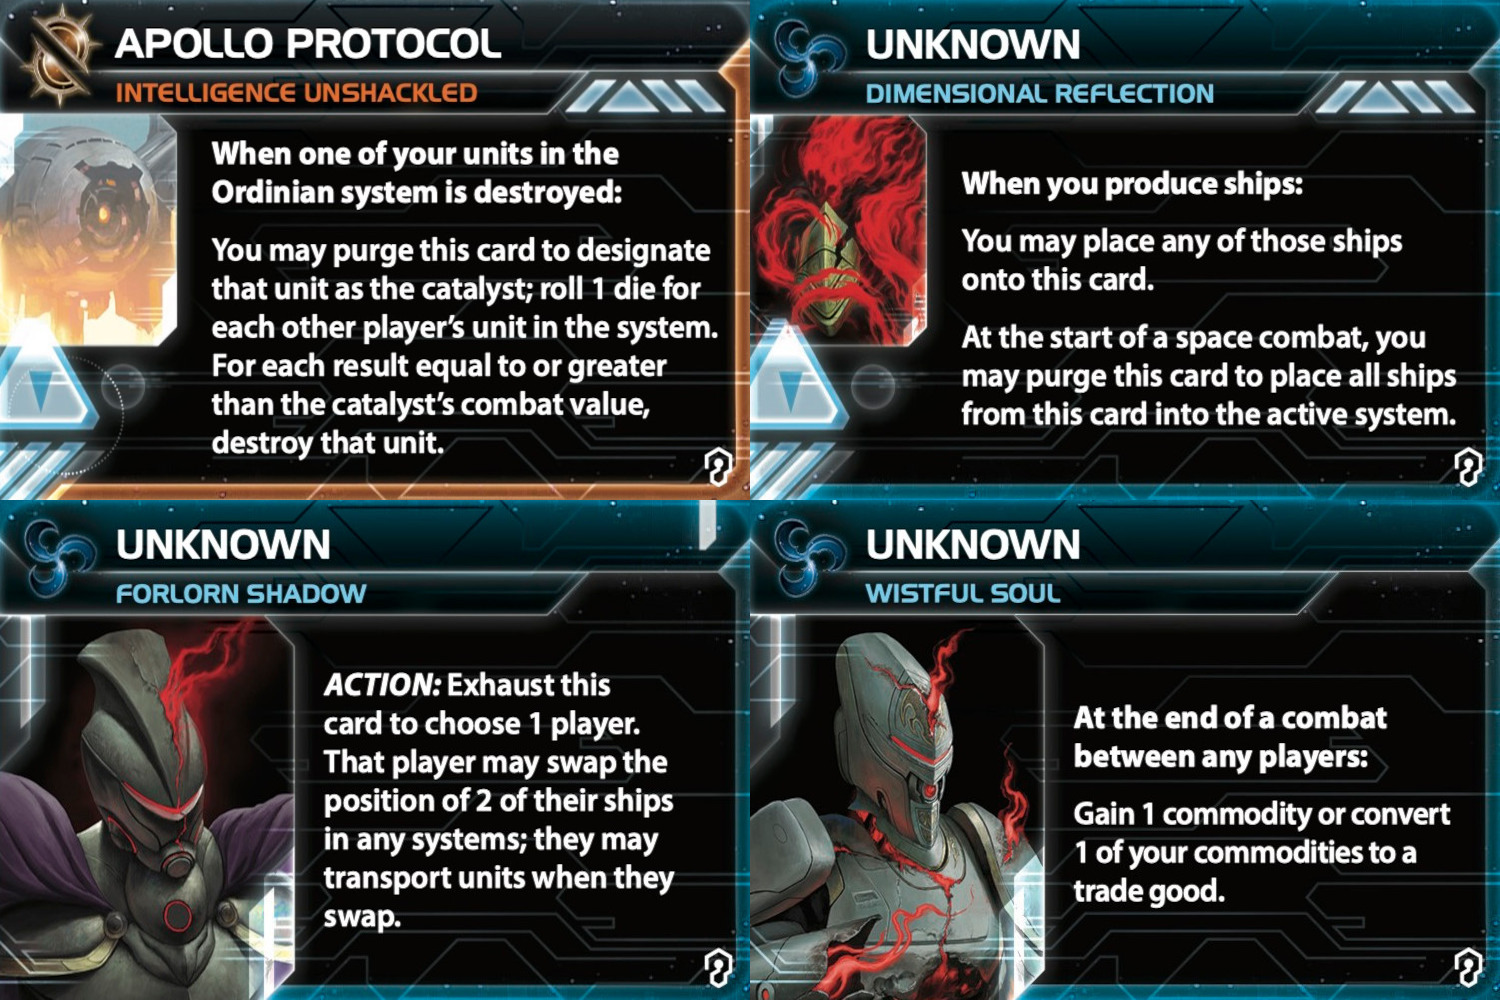 APOLLO PROTOCOL
INTELLIGENCE UNSHACKLED
When one of your units in the
Ordinian system is destroyed:
You may purge this card to designate
that unit as the catalyst; roll 1 die for
each other player's unit in the system.
For each result equal to or greater
than the catalyst's combat value,
destroy that unit.
UNKNOWN
DIMENSIONAL REFLECTION
When you produce ships:
You may place any of those ships
onto this card.
At the start of a space combat, you
may purge this card to place all ships
from this card into the active system.
UNKNOWN
FORLORN SHADOW
ACTION: Exhaust this
card to choose 1 player.
That player may swap the
position of 2 of their ships
in any systems; they may
transport units when they
swap.
UNKNOWN
WISTFUL SOUL
At the end of a combat
between any players:
Gain 1 commodity or convert
1 of your commodities to a
trade good.